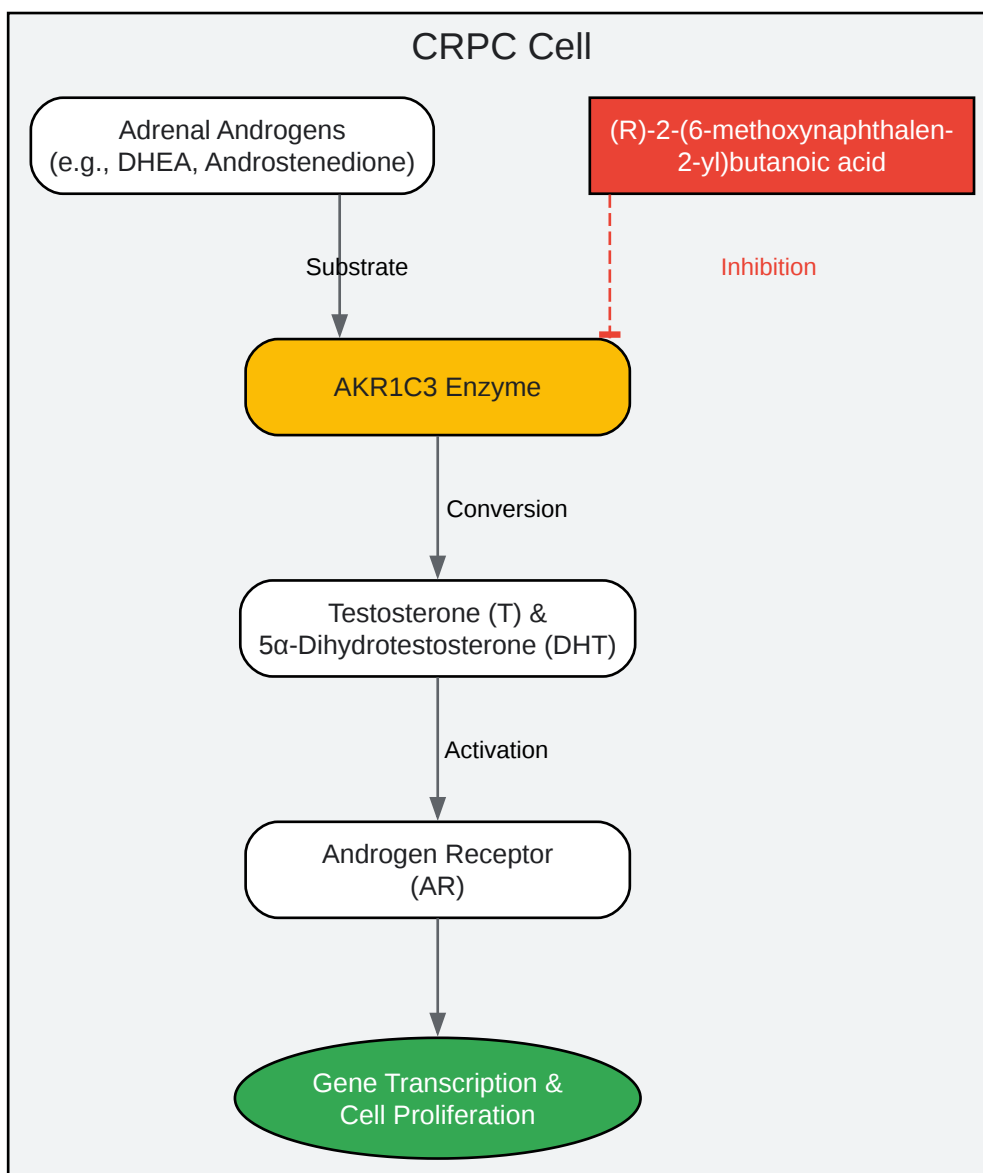 CRPC Cell
Adrenal Androgens
(e.g., DHEA, Androstenedione)
(R)-2-(6-methoxynaphthalen-
2-yl)butanoic acid
Substrate
Inhibition
AKR1C3 Enzyme
Conversion
Testosterone (T) &
5α-Dihydrotestosterone (DHT)
Activation
Androgen Receptor
(AR)
Gene Transcription &
Cell Proliferation